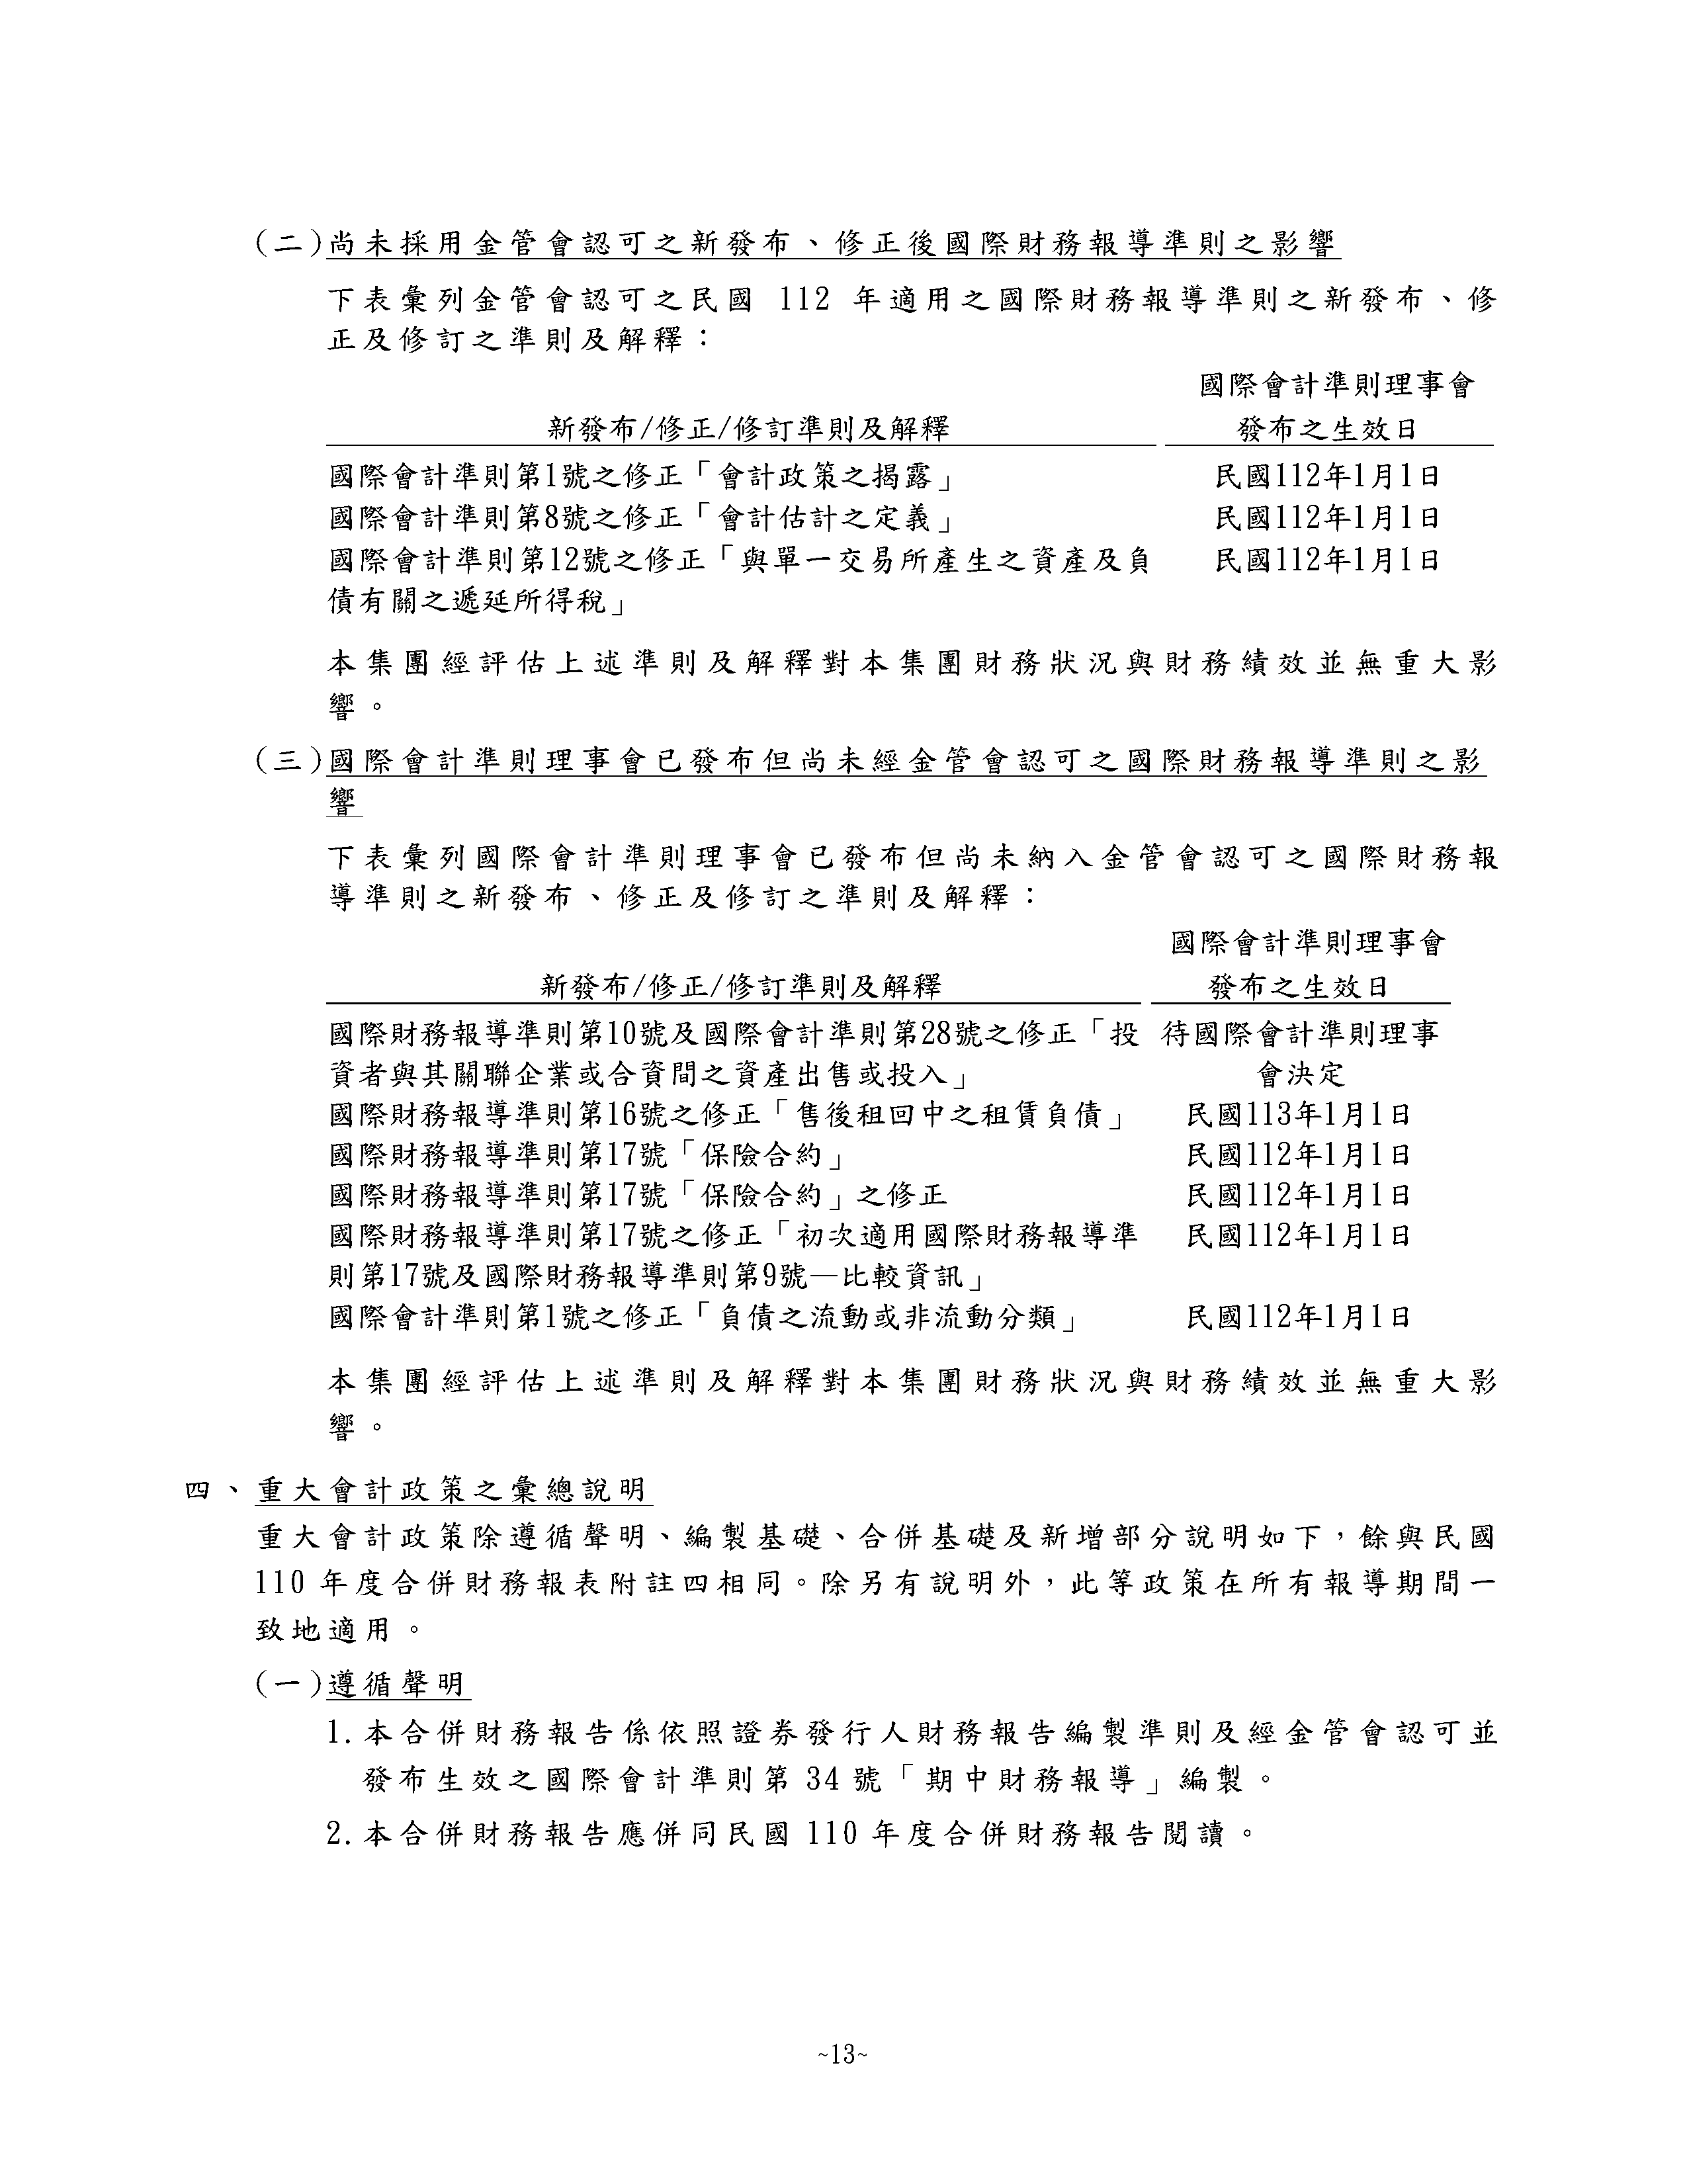 (二)尚未採用金管會認可之新發布、修正後國際財務報導準則之影響
下表彙列金管會認可之民國 112 年適用之國際財務報導準則之新發布、修
正及修訂之準則及解釋：
國際會計準則理事會
新發布/修正/修訂準則及解釋 發布之生效日
國際會計準則第1號之修正「會計政策之揭露」 民國112年1月1日
國際會計準則第8號之修正「會計估計之定義」 民國112年1月1日
國際會計準則第12號之修正「與單一交易所產生之資產及負 民國112年1月1日
債有關之遞延所得稅」
本集團經評估上述準則及解釋對本集團財務狀況與財務績效並無重大影
響。
(三)國際會計準則理事會已發布但尚未經金管會認可之國際財務報導準則之影
響
下表彙列國際會計準則理事會已發布但尚未納入金管會認可之國際財務報
導準則之新發布、修正及修訂之準則及解釋：
國際會計準則理事會
新發布/修正/修訂準則及解釋 發布之生效日
國際財務報導準則第10號及國際會計準則第28號之修正「投 待國際會計準則理事
資者與其關聯企業或合資間之資產出售或投入」 會決定
國際財務報導準則第16號之修正「售後租回中之租賃負債」 民國113年1月1日
國際財務報導準則第17號「保險合約」 民國112年1月1日
國際財務報導準則第17號「保險合約」之修正 民國112年1月1日
國際財務報導準則第17號之修正「初次適用國際財務報導準 民國112年1月1日
則第17號及國際財務報導準則第9號—比較資訊」
國際會計準則第1號之修正「負債之流動或非流動分類」 民國112年1月1日
本集團經評估上述準則及解釋對本集團財務狀況與財務績效並無重大影
響。
四、重大會計政策之彙總說明
重大會計政策除遵循聲明、編製基礎、合併基礎及新增部分說明如下，餘與民國
110 年度合併財務報表附註四相同。除另有說明外，此等政策在所有報導期間一
致地適用。
(一)遵循聲明
1.本合併財務報告係依照證券發行人財務報告編製準則及經金管會認可並
發布生效之國際會計準則第 34 號「期中財務報導」編製。
2.本合併財務報告應併同民國 110 年度合併財務報告閱讀。
~13~